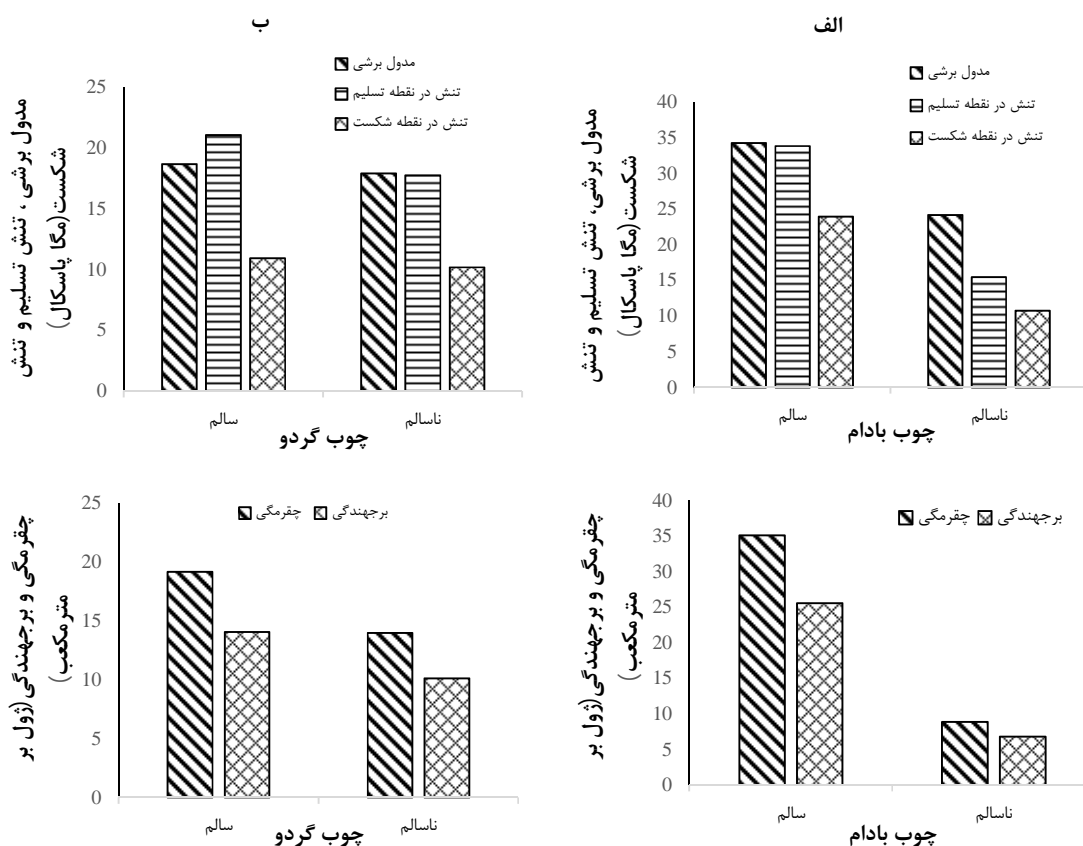 الف
مدول برشی
تنش در نقطه تسلیم
تنش در نقطه شکست
مدول برشی، تنش تسلیم و تنش
شکست(مگا پاسکال)
40
35
30
25
20
15
10
5
0
سالم
ناسالم
چوب بادام
ب
مدول برشی
تنش در نقطه تسلیم
تنش در نقطه شکست
مدول برشی ، تنش تسلیم و تنش
شکست(مگا پاسکال)
25
20
15
10
5
0
سالم
ناسالم
چوب گردو
چقرمگی برجهندگی
چقرمگی و برجهندگی(ژول بر
مترمکعب)
40
35
30
25
20
15
10
5
0
سالم
ناسالم
چوب بادام
چقرمگی برجهندگی
چقرمگی و برجهندگی(ژول بر
مترمکعب)
25
20
15
10
5
0
سالم
ناسالم
چوب گردو